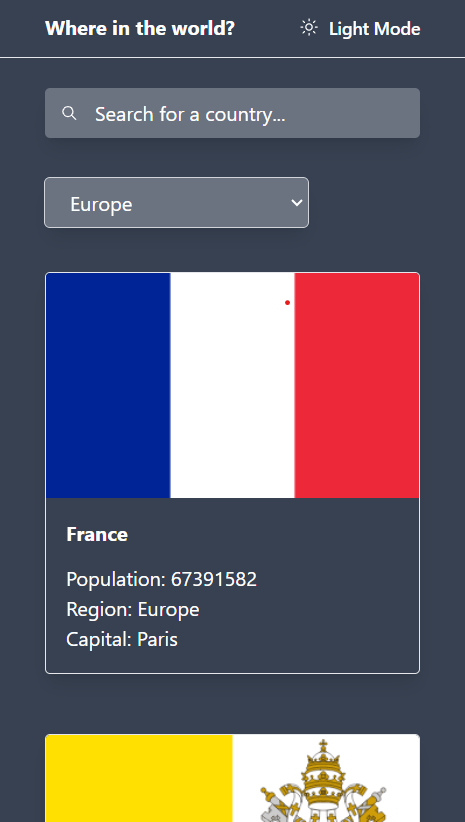 Where in the world?
Light Mode
Search for a country...
Europe
France
Population: 67391582
Region: Europe
Capital: Paris